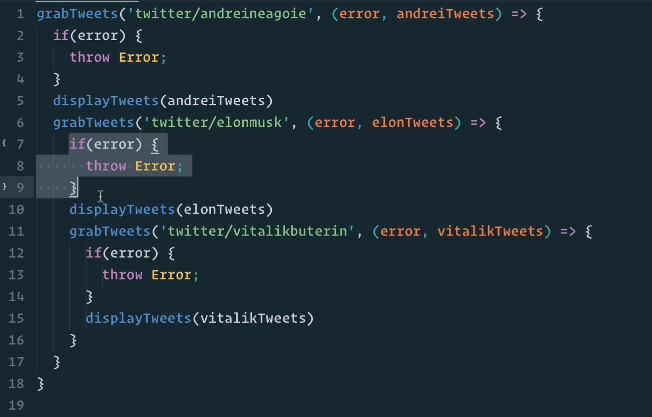 1 grabTweets('twitter/andreineagoie', (error, andreiTweets) => {
2   if(error) {
3     throw Error;
4   }
5   displayTweets(andreiTweets)
6   grabTweets('twitter/elonmusk', (error, elonTweets) => {
{ 7     if(error) {
8       throw Error;
} 9     }
10     displayTweets(elonTweets)
11     grabTweets('twitter/vitalikbuterin', (error, vitalikTweets) => {
12       if(error) {
13         throw Error;
14       }
15       displayTweets(vitalikTweets)
16     }
17   }
18 }
19